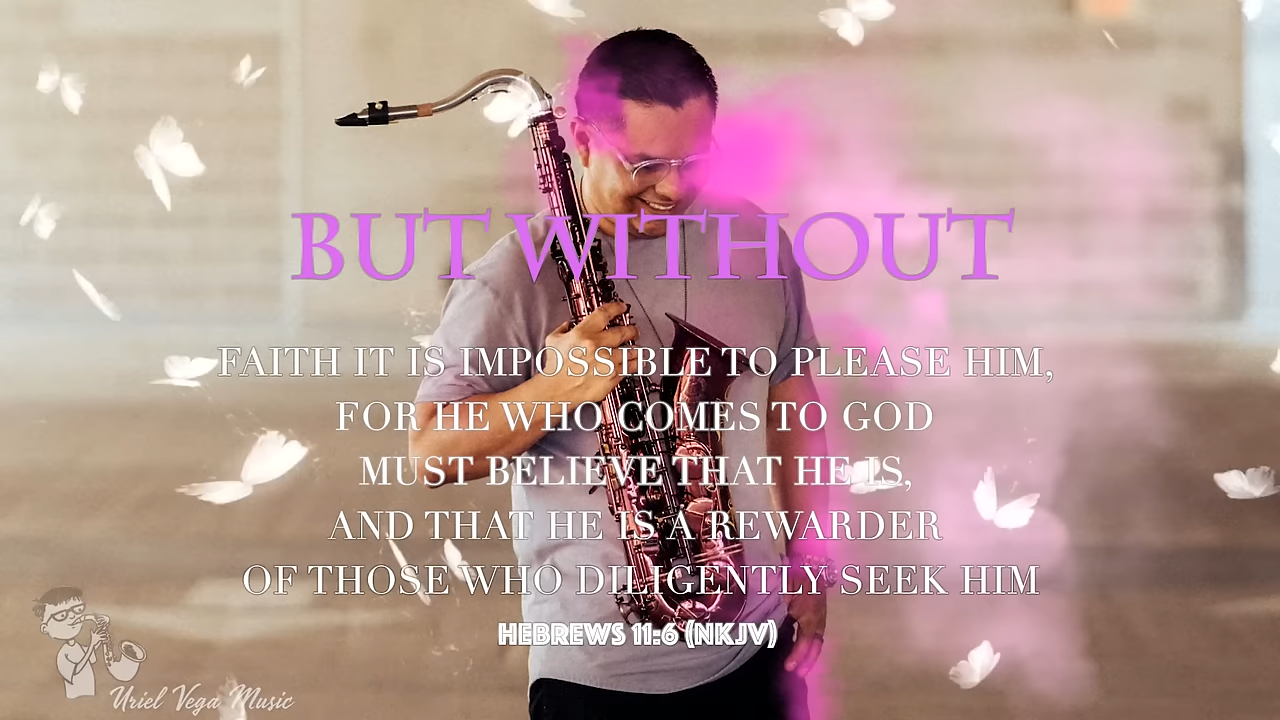 BUT WITHOUT
FAITH IT IS IMPOSSIBLE TO PLEASE HIM,
FOR HE WHO COMES TO GOD
MUST BELIEVE THAT HE IS,
AND THAT HE IS A REWARDER
OF THOSE WHO DILIGENTLY SEEK HIM
HEBREWS 11:6 (NKJV)
Uriel Vega Music